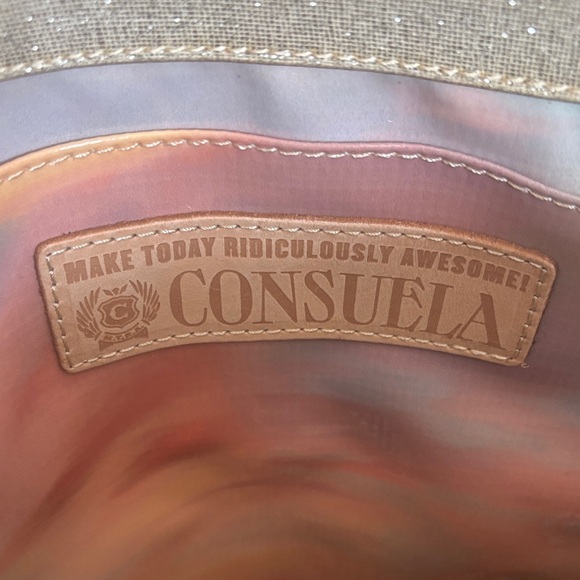 MAKE TODAY RIDICULOUSLY AWESOME!
C CONSUELA
M.T.R.A.